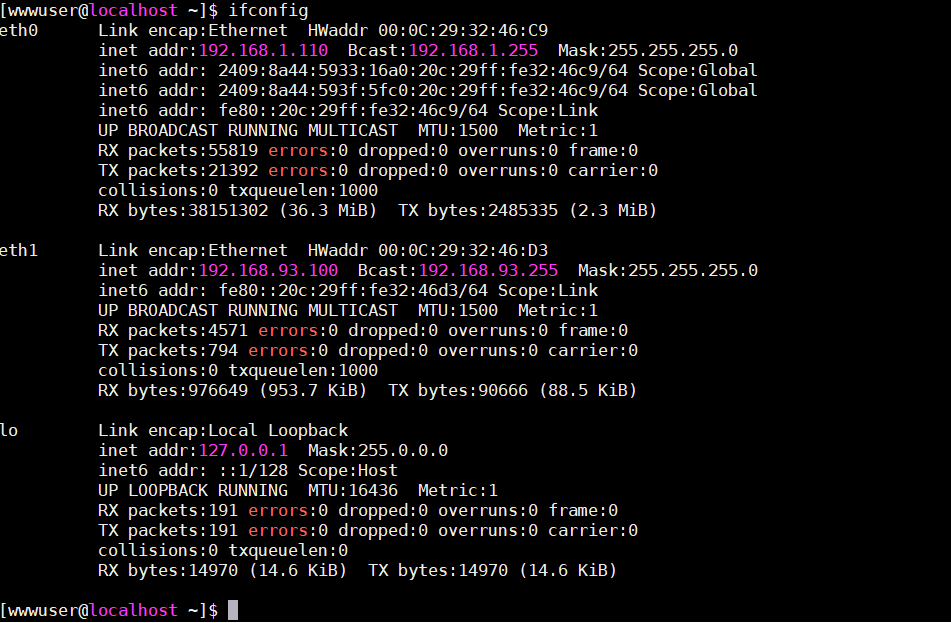 [wwwuser@localhost ~]$ ifconfig
eth0      Link encap:Ethernet  HWaddr 00:0C:29:32:46:C9
          inet addr:192.168.1.110  Bcast:192.168.1.255  Mask:255.255.255.0
          inet6 addr: 2409:8a44:5933:16a0:20c:29ff:fe32:46c9/64 Scope:Global
          inet6 addr: 2409:8a44:593f:5fc0:20c:29ff:fe32:46c9/64 Scope:Global
          inet6 addr: fe80::20c:29ff:fe32:46c9/64 Scope:Link
          UP BROADCAST RUNNING MULTICAST  MTU:1500  Metric:1
          RX packets:55819 errors:0 dropped:0 overruns:0 frame:0
          TX packets:21392 errors:0 dropped:0 overruns:0 carrier:0
          collisions:0 txqueuelen:1000
          RX bytes:38151302 (36.3 MiB)  TX bytes:2485335 (2.3 MiB)

eth1      Link encap:Ethernet  HWaddr 00:0C:29:32:46:D3
          inet addr:192.168.93.100  Bcast:192.168.93.255  Mask:255.255.255.0
          inet6 addr: fe80::20c:29ff:fe32:46d3/64 Scope:Link
          UP BROADCAST RUNNING MULTICAST  MTU:1500  Metric:1
          RX packets:4571 errors:0 dropped:0 overruns:0 frame:0
          TX packets:794 errors:0 dropped:0 overruns:0 carrier:0
          collisions:0 txqueuelen:1000
          RX bytes:976649 (953.7 KiB)  TX bytes:90666 (88.5 KiB)

lo        Link encap:Local Loopback
          inet addr:127.0.0.1  Mask:255.0.0.0
          inet6 addr: ::1/128 Scope:Host
          UP LOOPBACK RUNNING  MTU:16436  Metric:1
          RX packets:191 errors:0 dropped:0 overruns:0 frame:0
          TX packets:191 errors:0 dropped:0 overruns:0 carrier:0
          collisions:0 txqueuelen:0
          RX bytes:14970 (14.6 KiB)  TX bytes:14970 (14.6 KiB)

[wwwuser@localhost ~]$